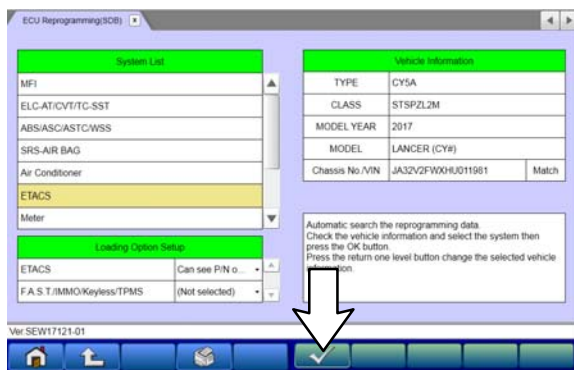 ECU Reprogramming(SDB)
System List
MFI
ELC-AT/CVT/TC-SST
ABS/ASC/ASTC/WSS
SRS-AIR BAG
Air Conditioner
ETACS
Meter
Loading Option Setup
ETACS Can see P/N o...
F.A.S.T./IMMO/Keyless/TPMS (Not selected)
Vehicle Information
TYPE CY5A
CLASS STSPZL2M
MODEL YEAR 2017
MODEL LANCER (CY#)
Chassis No./VIN JA32V2FWXHU011981 Match
Automatic search the reprogramming data.
Check the vehicle information and select the system then
press the OK button.
Press the return one level button change the selected vehicle
information.
Ver.SEW17121-01